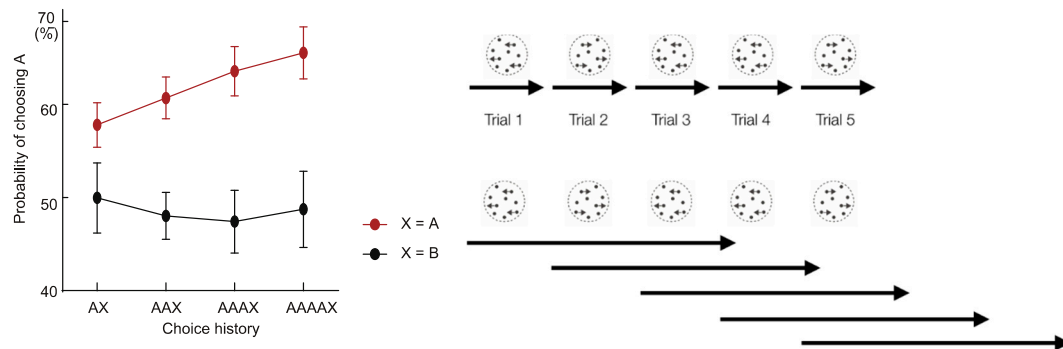 70
(%)
60
50
40
Probability of choosing A
AX AAX AAAX AAAAX
Choice history
X = A
X = B
Trial 1 Trial 2 Trial 3 Trial 4 Trial 5